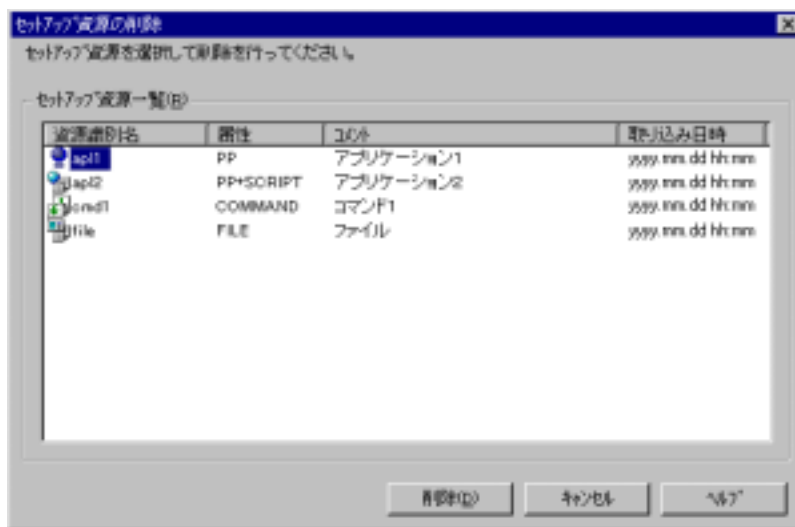 ｾｯﾄｱｯﾌﾟ資源の削除
ｾｯﾄｱｯﾌﾟ資源を選択して削除を行ってください。
ｾｯﾄｱｯﾌﾟ資源一覧(R)
資源識別名 属性 ｺﾒﾝﾄ 取り込み日時
apl1 PP アプリケーション1 yyyy.mm.dd hh:mm
apl2 PP+SCRIPT アプリケーション2 yyyy.mm.dd hh:mm
cmd1 COMMAND コマンド1 yyyy.mm.dd hh:mm
file FILE ファイル yyyy.mm.dd hh:mm
削除(D) ｷｬﾝｾﾙ ﾍﾙﾌﾟ